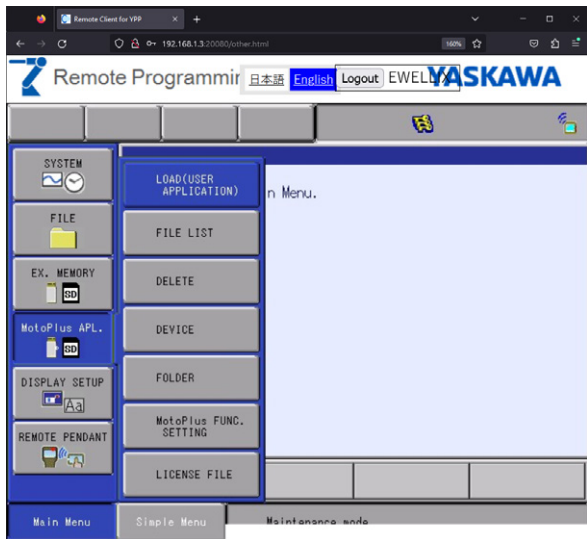 Remote Client for YPP
192.168.1.3:20080/other.html
160%
Remote Programmin
日本語 English Logout EWELLIX
YASKAWA
SYSTEM
FILE
EX. MEMORY
SD
MotoPlus APL.
SD
DISPLAY SETUP
Aa
REMOTE PENDANT
LOAD(USER
APPLICATION)
FILE LIST
DELETE
DEVICE
FOLDER
MotoPlus FUNC.
SETTING
LICENSE FILE
n Menu.
Main Menu
Simple Menu
Maintenance mode